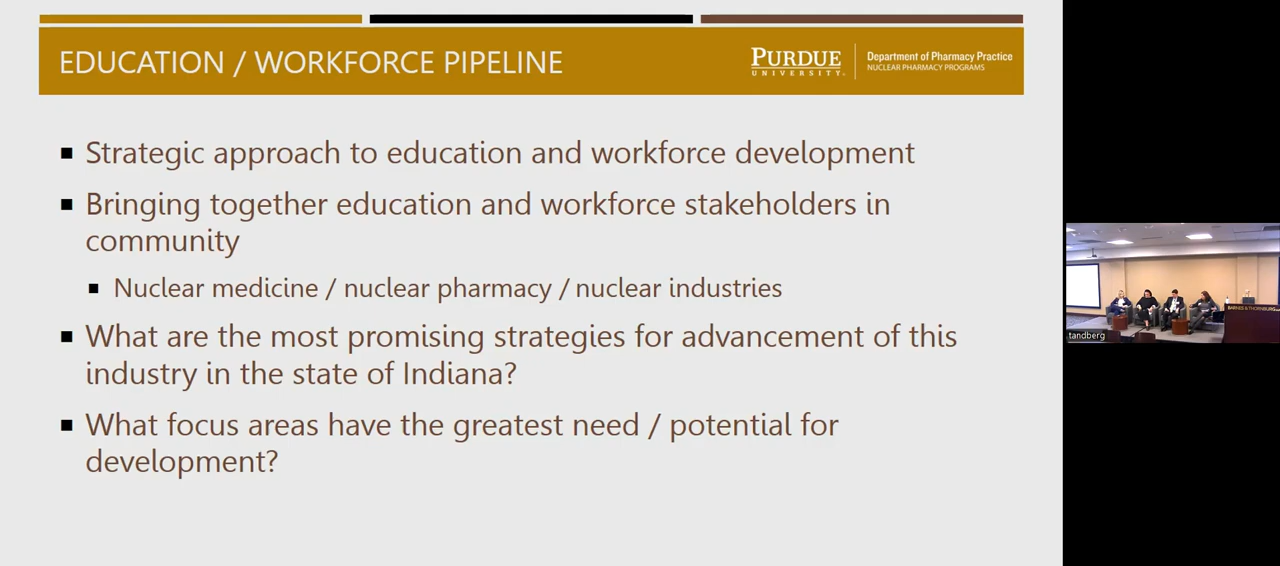 EDUCATION / WORKFORCE PIPELINE
PURDUE
UNIVERSITY
Department of Pharmacy Practice
NUCLEAR PHARMACY PROGRAMS
▪ Strategic approach to education and workforce development
▪ Bringing together education and workforce stakeholders in
community
▪ Nuclear medicine / nuclear pharmacy / nuclear industries
▪ What are the most promising strategies for advancement of this
industry in the state of Indiana?
▪ What focus areas have the greatest need / potential for
development?
BARNES & THORNBURG
tandberg